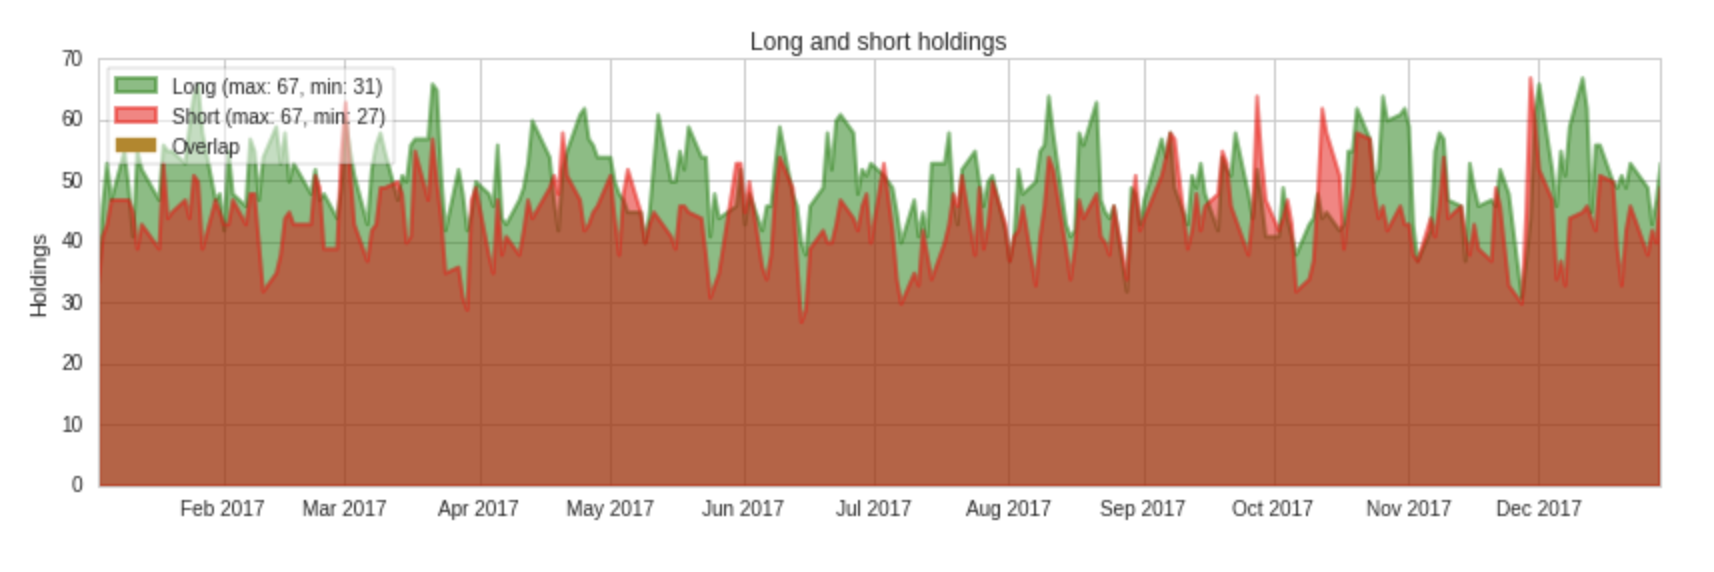 Long and short holdings
70
60
50
40
30
20
10
0
Holdings
Long (max: 67, min: 31)
Short (max: 67, min: 27)
Overlap
Feb 2017 Mar 2017 Apr 2017 May 2017 Jun 2017 Jul 2017 Aug 2017 Sep 2017 Oct 2017 Nov 2017 Dec 2017